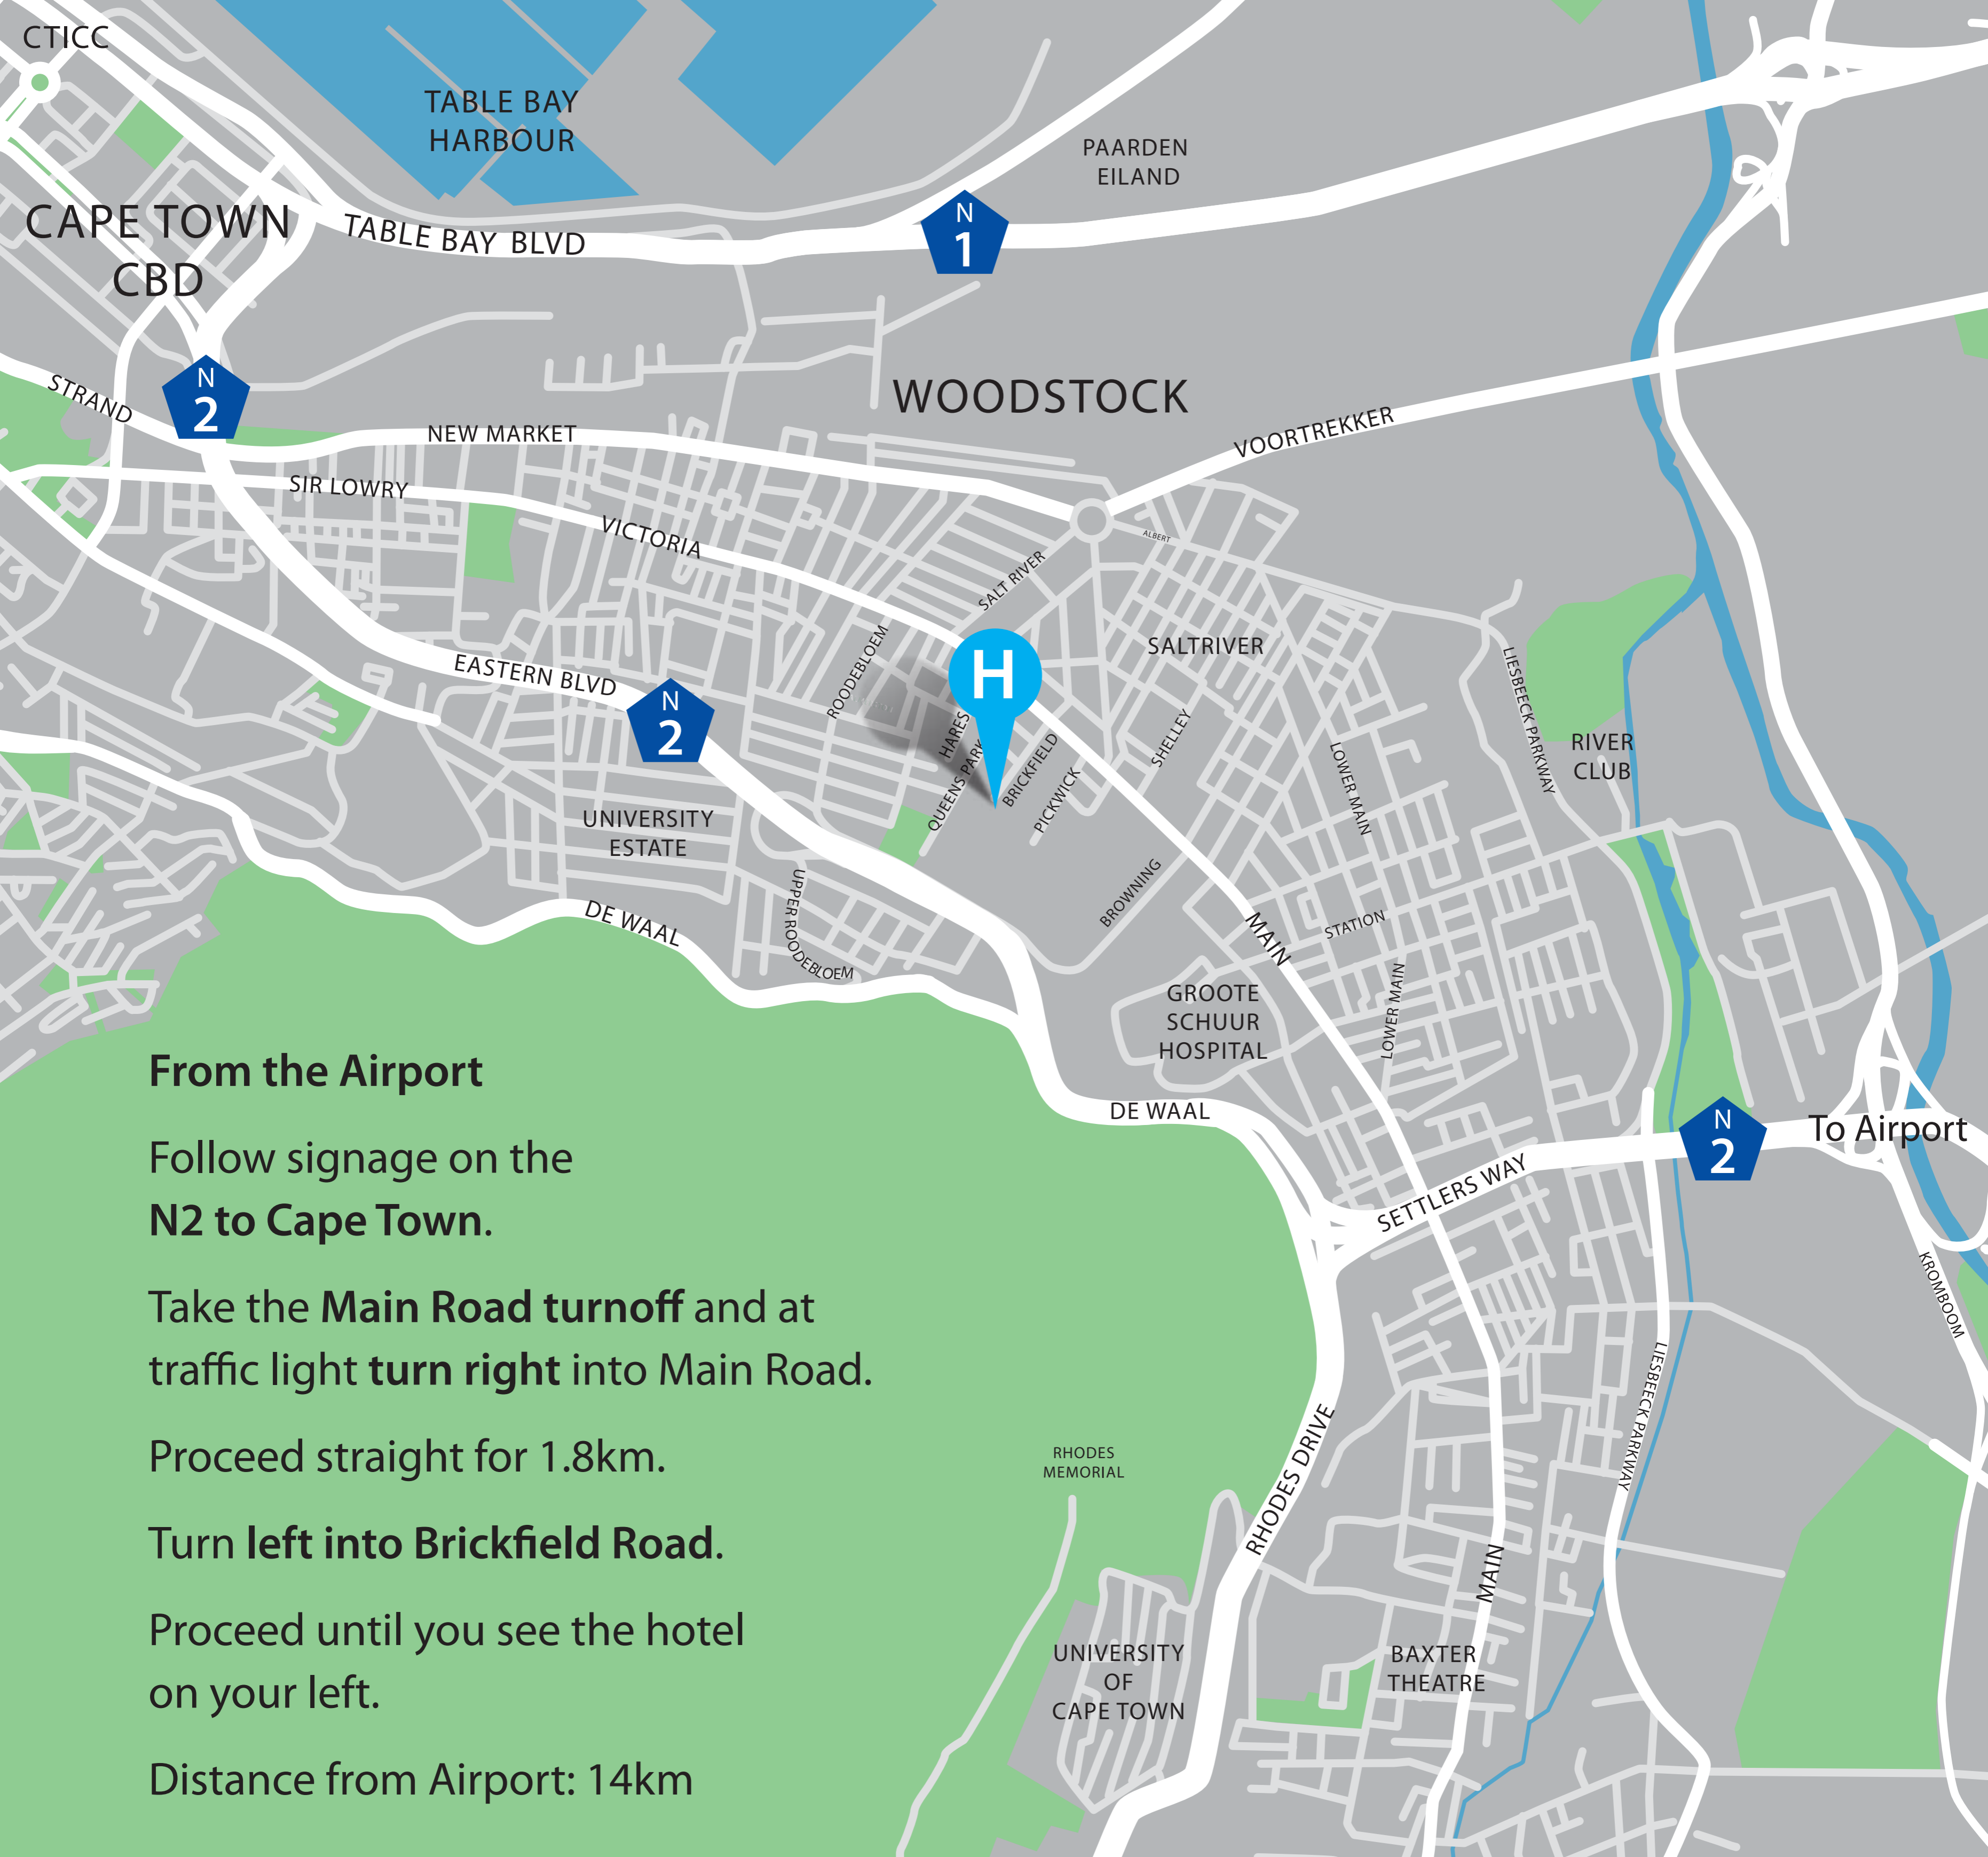 CTICC
TABLE BAY
HARBOUR
PAARDEN
EILAND
CAPE TOWN
CBD
TABLE BAY BLVD
N
1
N
2
STRAND
NEW MARKET
WOODSTOCK
VOORTREKKER
SIR LOWRY
VICTORIA
ALBERT
SALT RIVER
SALTRIVER
ROODEBLOEM
H
EASTERN BLVD
N
2
HARES
QUEENS PARK
BRICKFIELD
PICKWICK
SHELLEY
LOWER MAIN
LIESBEECK PARKWAY
RIVER
CLUB
UNIVERSITY
ESTATE
UPPER ROODEBLOEM
BROWNING
DE WAAL
MAIN
STATION
LOWER MAIN
GROOTE
SCHUUR
HOSPITAL
DE WAAL
N
2
To Airport
SETTLERS WAY
KROMBOOM
LIESBEECK PARKWAY
RHODES DRIVE
RHODES
MEMORIAL
MAIN
UNIVERSITY
OF
CAPE TOWN
BAXTER
THEATRE
From the Airport
Follow signage on the
N2 to Cape Town.
Take the Main Road turnoff and at
traffic light turn right into Main Road.
Proceed straight for 1.8km.
Turn left into Brickfield Road.
Proceed until you see the hotel
on your left.
Distance from Airport: 14km